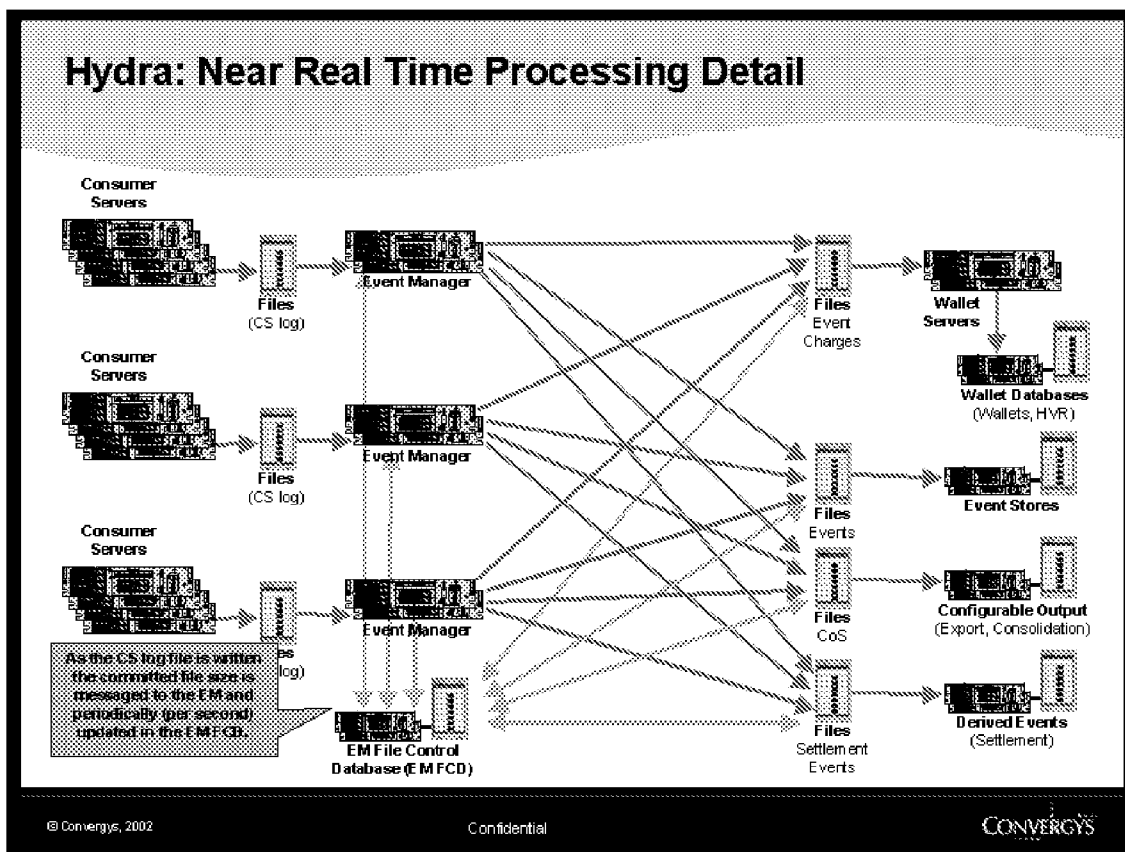 Hydra: Near Real Time Processing Detail
Consumer
Servers
Files
(CS log)
Event Manager
Files
Event
Charges
Wallet
Servers
Wallet Databases
(Wallets, HVR)
Consumer
Servers
Files
(CS log)
Event Manager
Files
Events
Event Stores
Consumer
Servers
Event Manager
Files
CoS
Configurable Output
(Export, Consolidation)
As the CS log file is written
the committed file size is
messaged to the EM and
periodically (per second)
updated in the EM FCD.
log)
EM File Control
Database (EM FCD)
Files
Settlement
Events
Derived Events
(Settlement)
© Convergys, 2002
Confidential
CONVERGYS